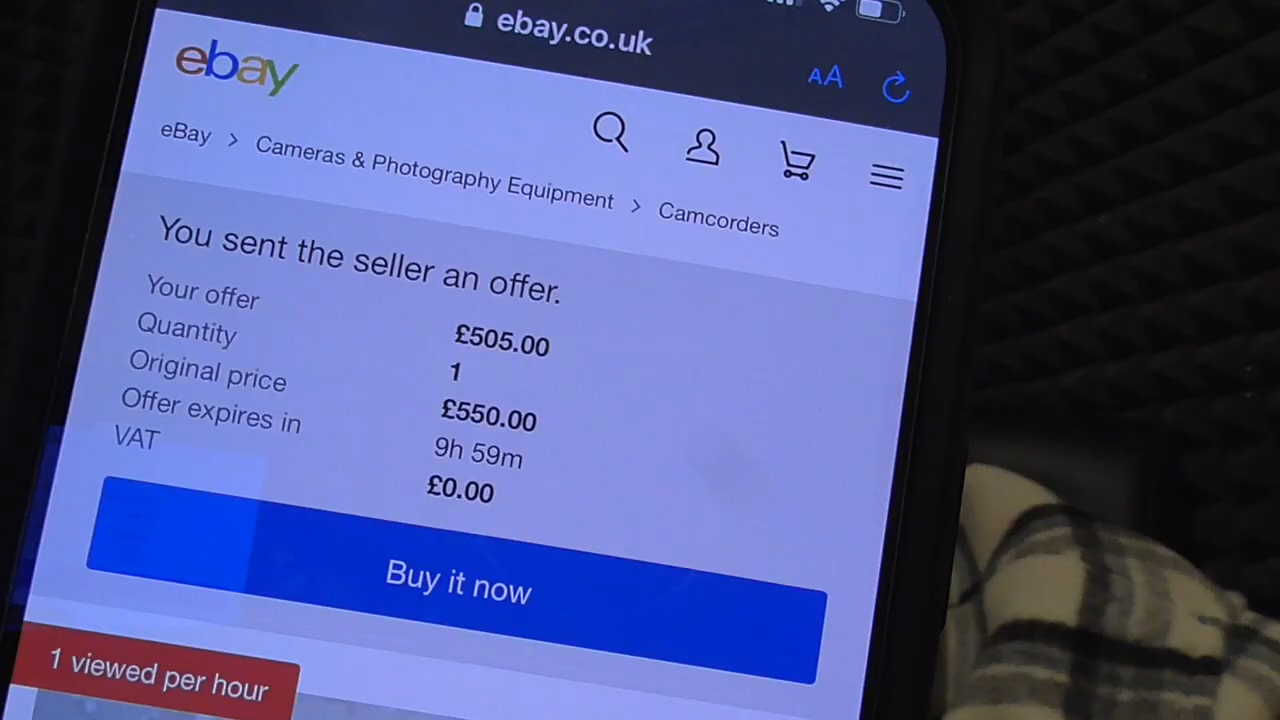 ebay.co.uk
AA
ebay
eBay > Cameras & Photography Equipment > Camcorders
You sent the seller an offer.
Your offer £505.00
Quantity 1
Original price £550.00
Offer expires in 9h 59m
VAT £0.00
Buy it now
1 viewed per hour